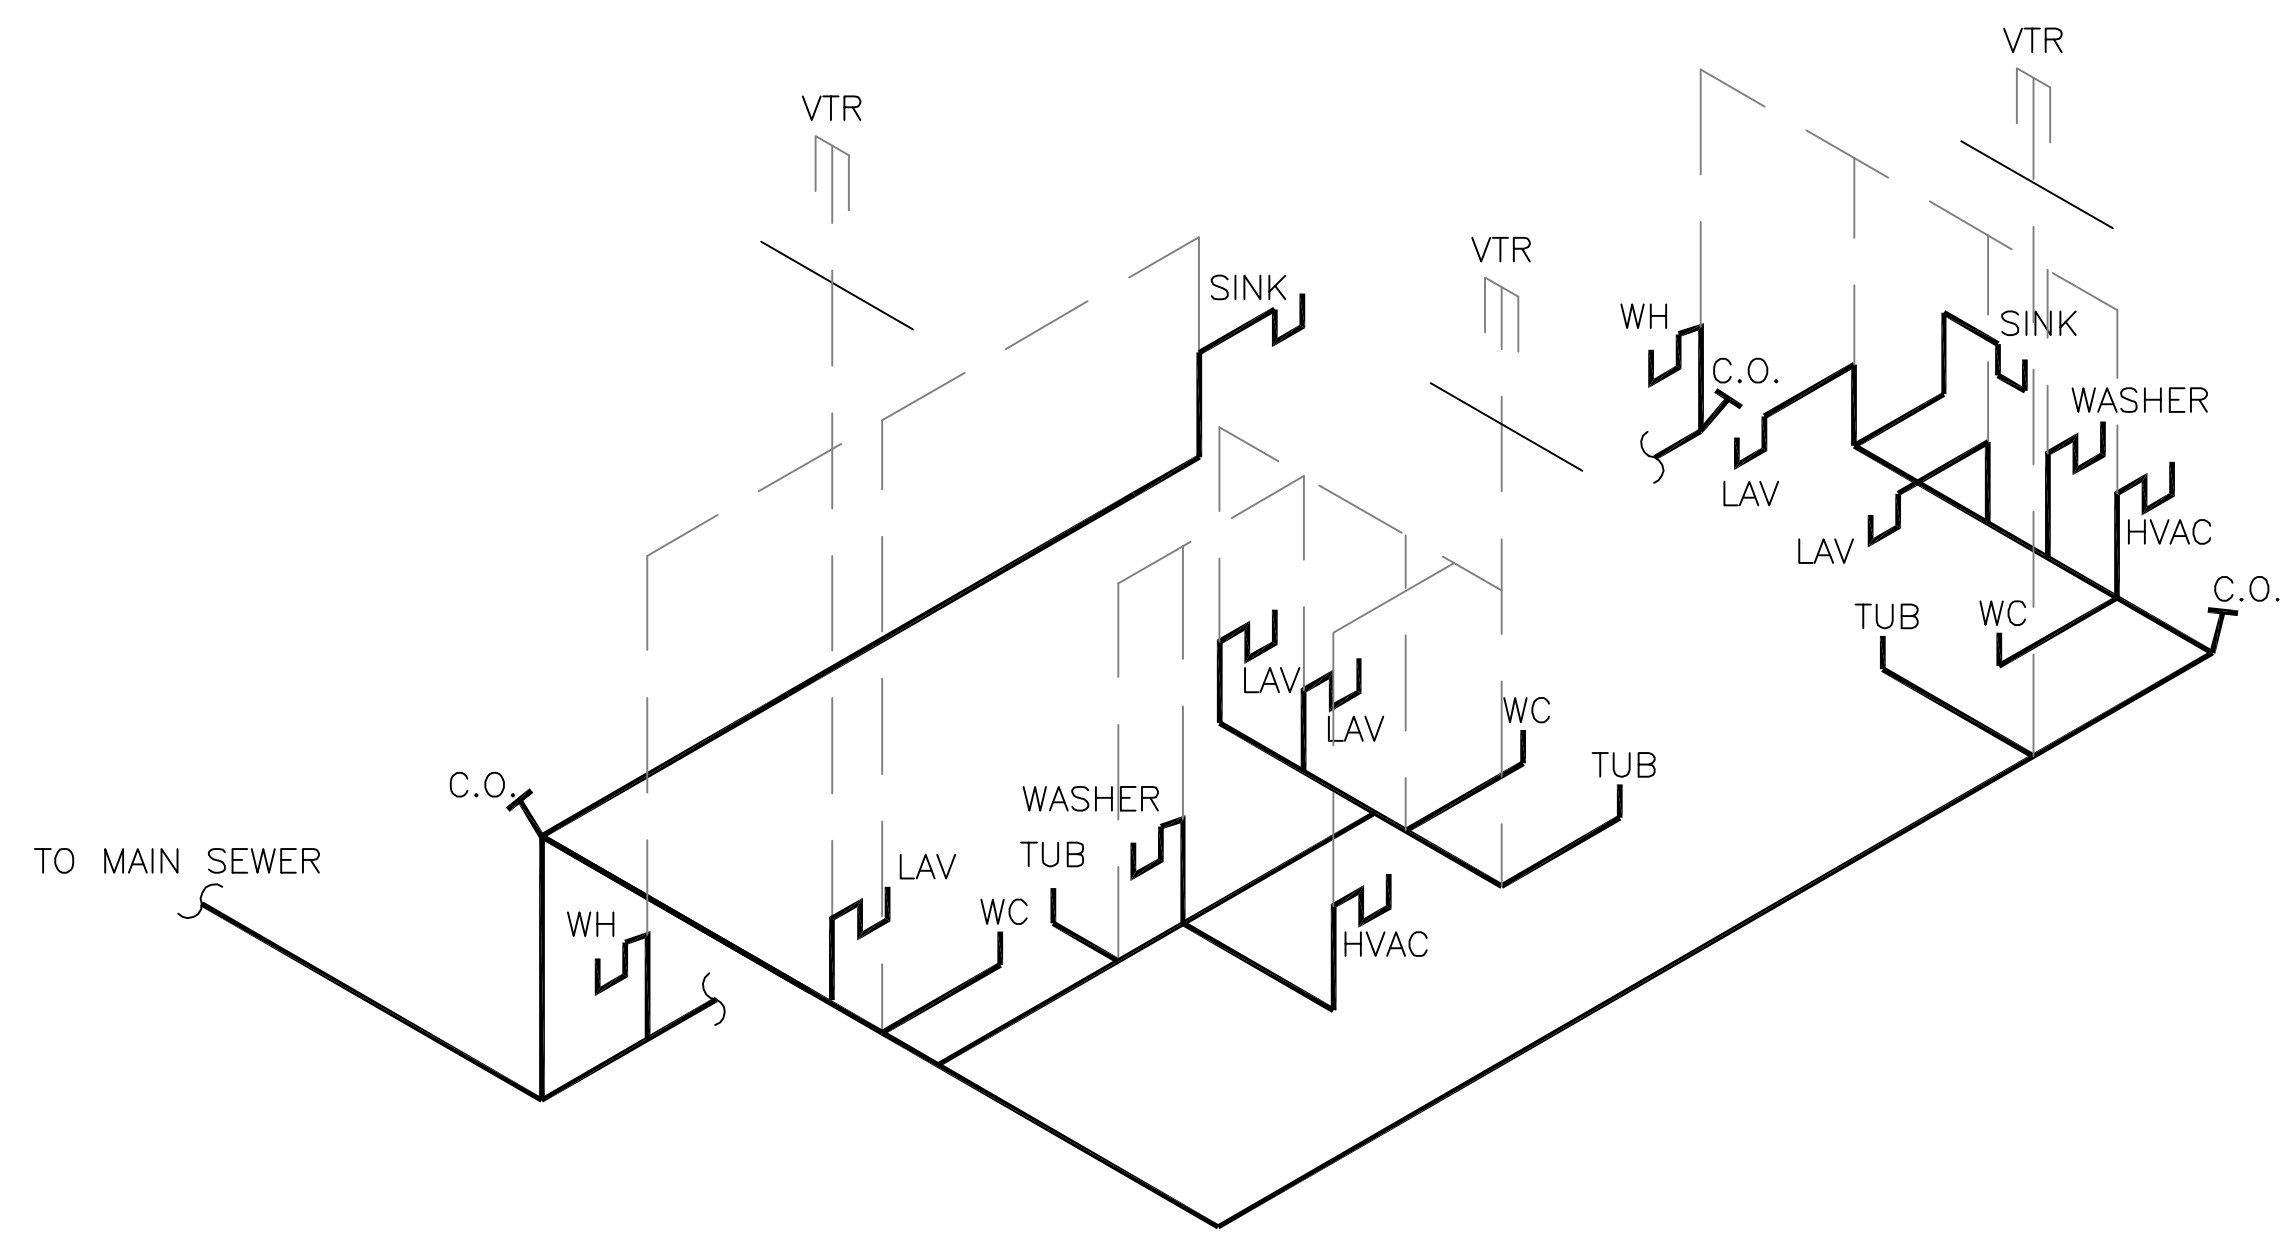 VTR
VTR
VTR
SINK
WH
SINK
C.O.
WASHER
LAV
HVAC
LAV
C.O.
TUB
WC
LAV
LAV
WC
TUB
C.O.
WASHER
TUB
TO MAIN SEWER
LAV
WC
WH
HVAC